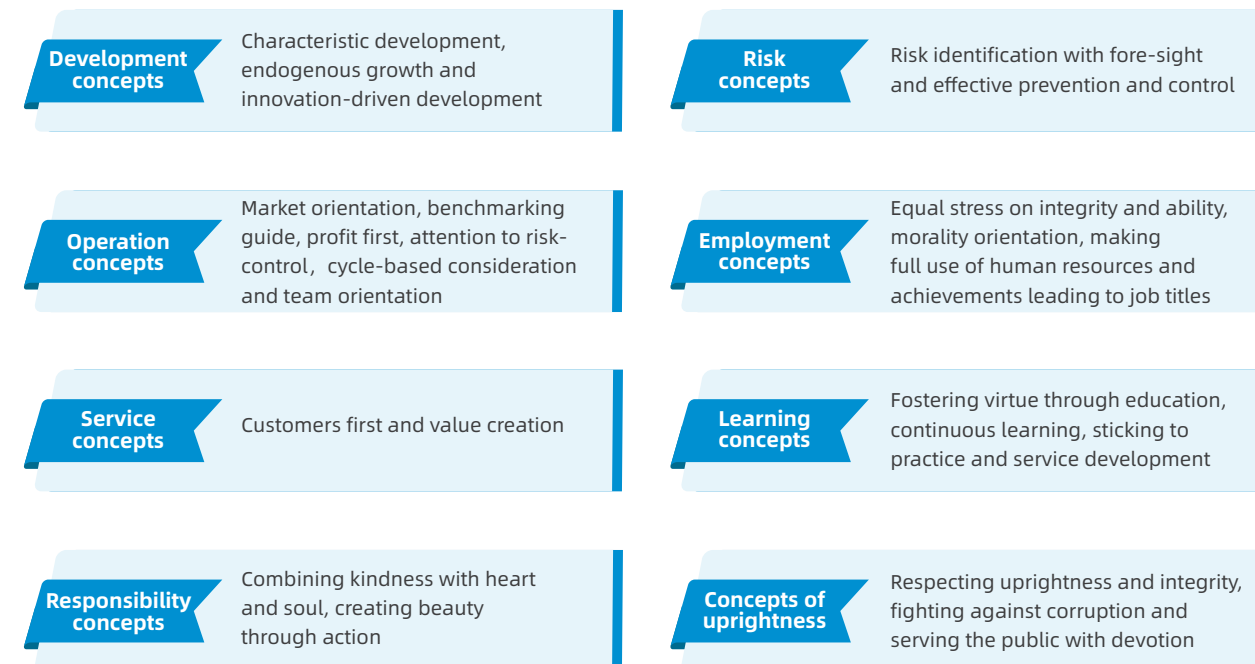 Development
concepts
Characteristic development,
endogenous growth and
innovation-driven development
Risk
concepts
Risk identification with fore-sight
and effective prevention and control
Operation
concepts
Market orientation, benchmarking
guide, profit first, attention to risk-
control，cycle-based consideration
and team orientation
Employment
concepts
Equal stress on integrity and ability,
morality orientation, making
full use of human resources and
achievements leading to job titles
Service
concepts
Customers first and value creation
Learning
concepts
Fostering virtue through education,
continuous learning, sticking to
practice and service development
Responsibility
concepts
Combining kindness with heart
and soul, creating beauty
through action
Concepts of
uprightness
Respecting uprightness and integrity,
fighting against corruption and
serving the public with devotion